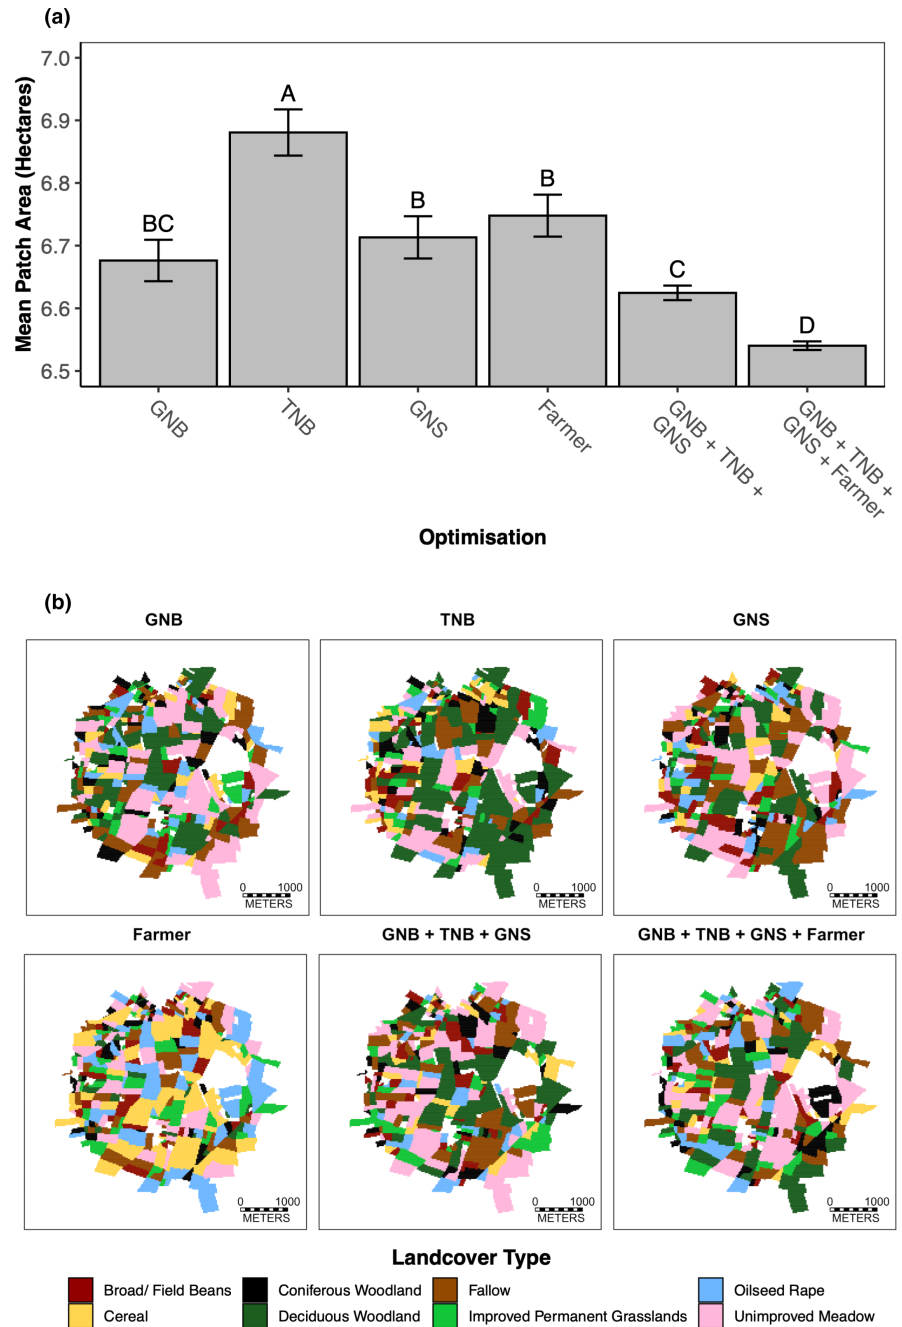 (a)
Mean Patch Area (Hectares)
7.0
6.9
6.8
6.7
6.6
6.5
BC
A
B
B
C
D
GNB
TNB
GNS
Farmer
GNB + TNB +
GNS
GNB + TNB +
GNS + Farmer
Optimisation
(b)
GNB
TNB
GNS
0 1000
METERS
0 1000
METERS
0 1000
METERS
Farmer
GNB + TNB + GNS
GNB + TNB + GNS + Farmer
0 1000
METERS
0 1000
METERS
0 1000
METERS
Landcover Type
Broad/ Field Beans
Coniferous Woodland
Fallow
Oilseed Rape
Cereal
Deciduous Woodland
Improved Permanent Grasslands
Unimproved Meadow